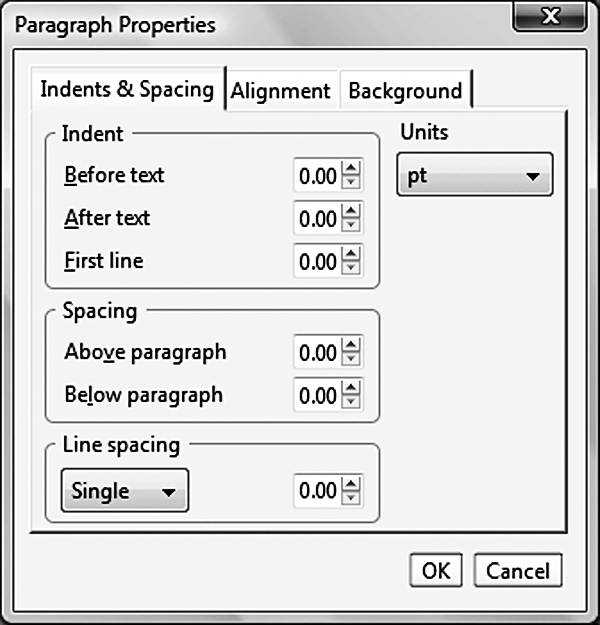 Paragraph Properties
Indents & Spacing Alignment Background
Indent
Before text 0.00
After text 0.00
First line 0.00
Units
pt
Spacing
Above paragraph 0.00
Below paragraph 0.00
Line spacing
Single 0.00
OK Cancel